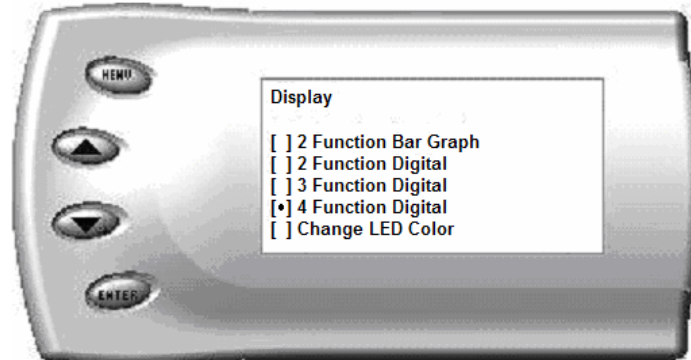 MENU
Display
[ ] 2 Function Bar Graph
[ ] 2 Function Digital
[ ] 3 Function Digital
[•] 4 Function Digital
[ ] Change LED Color
ENTER